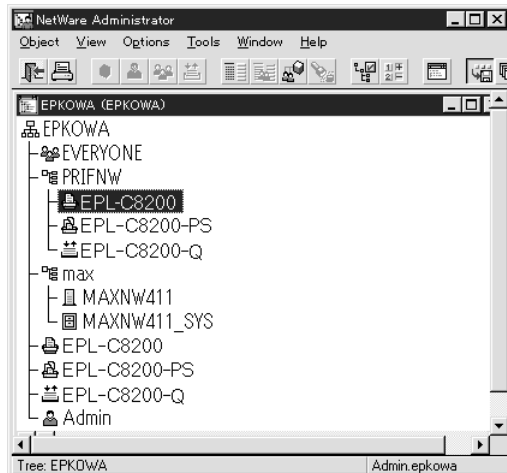 NetWare Administrator
Object View Options Tools Window Help
EPKOWA (EPKOWA)
EPKOWA
EVERYONE
PRIFNW
EPL-C8200
EPL-C8200-PS
EPL-C8200-Q
max
MAXNW411
MAXNW411_SYS
EPL-C8200
EPL-C8200-PS
EPL-C8200-Q
Admin
Tree: EPKOWA Admin.epkowa